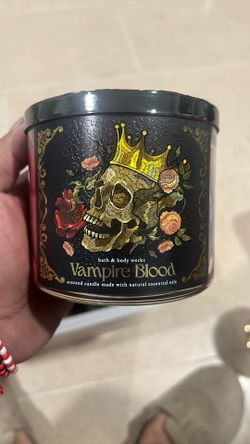 bath & body works
Vampire Blood
scented candle made with natural essential oils